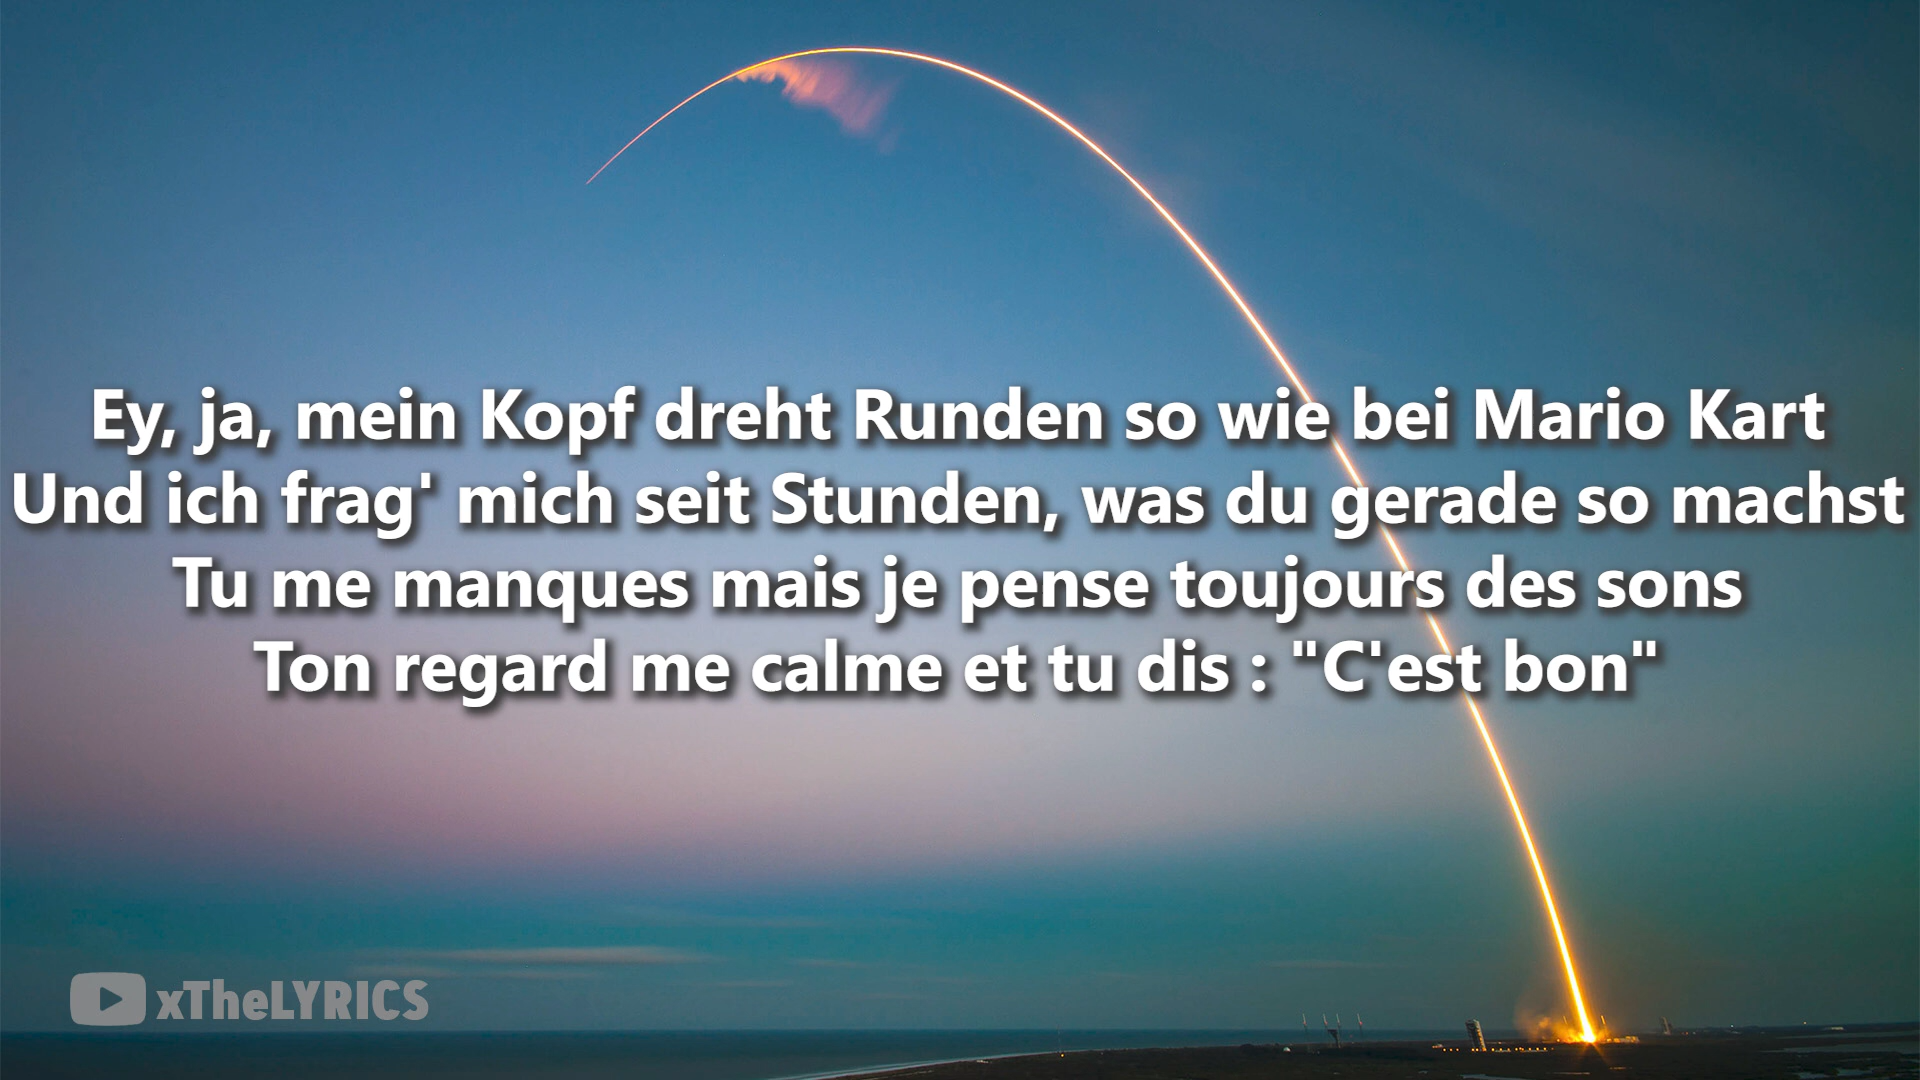 Ey, ja, mein Kopf dreht Runden so wie bei Mario Kart
Und ich frag' mich seit Stunden, was du gerade so machst
Tu me manques mais je pense toujours des sons
Ton regard me calme et tu dis : "C'est bon"
xTheLYRICS